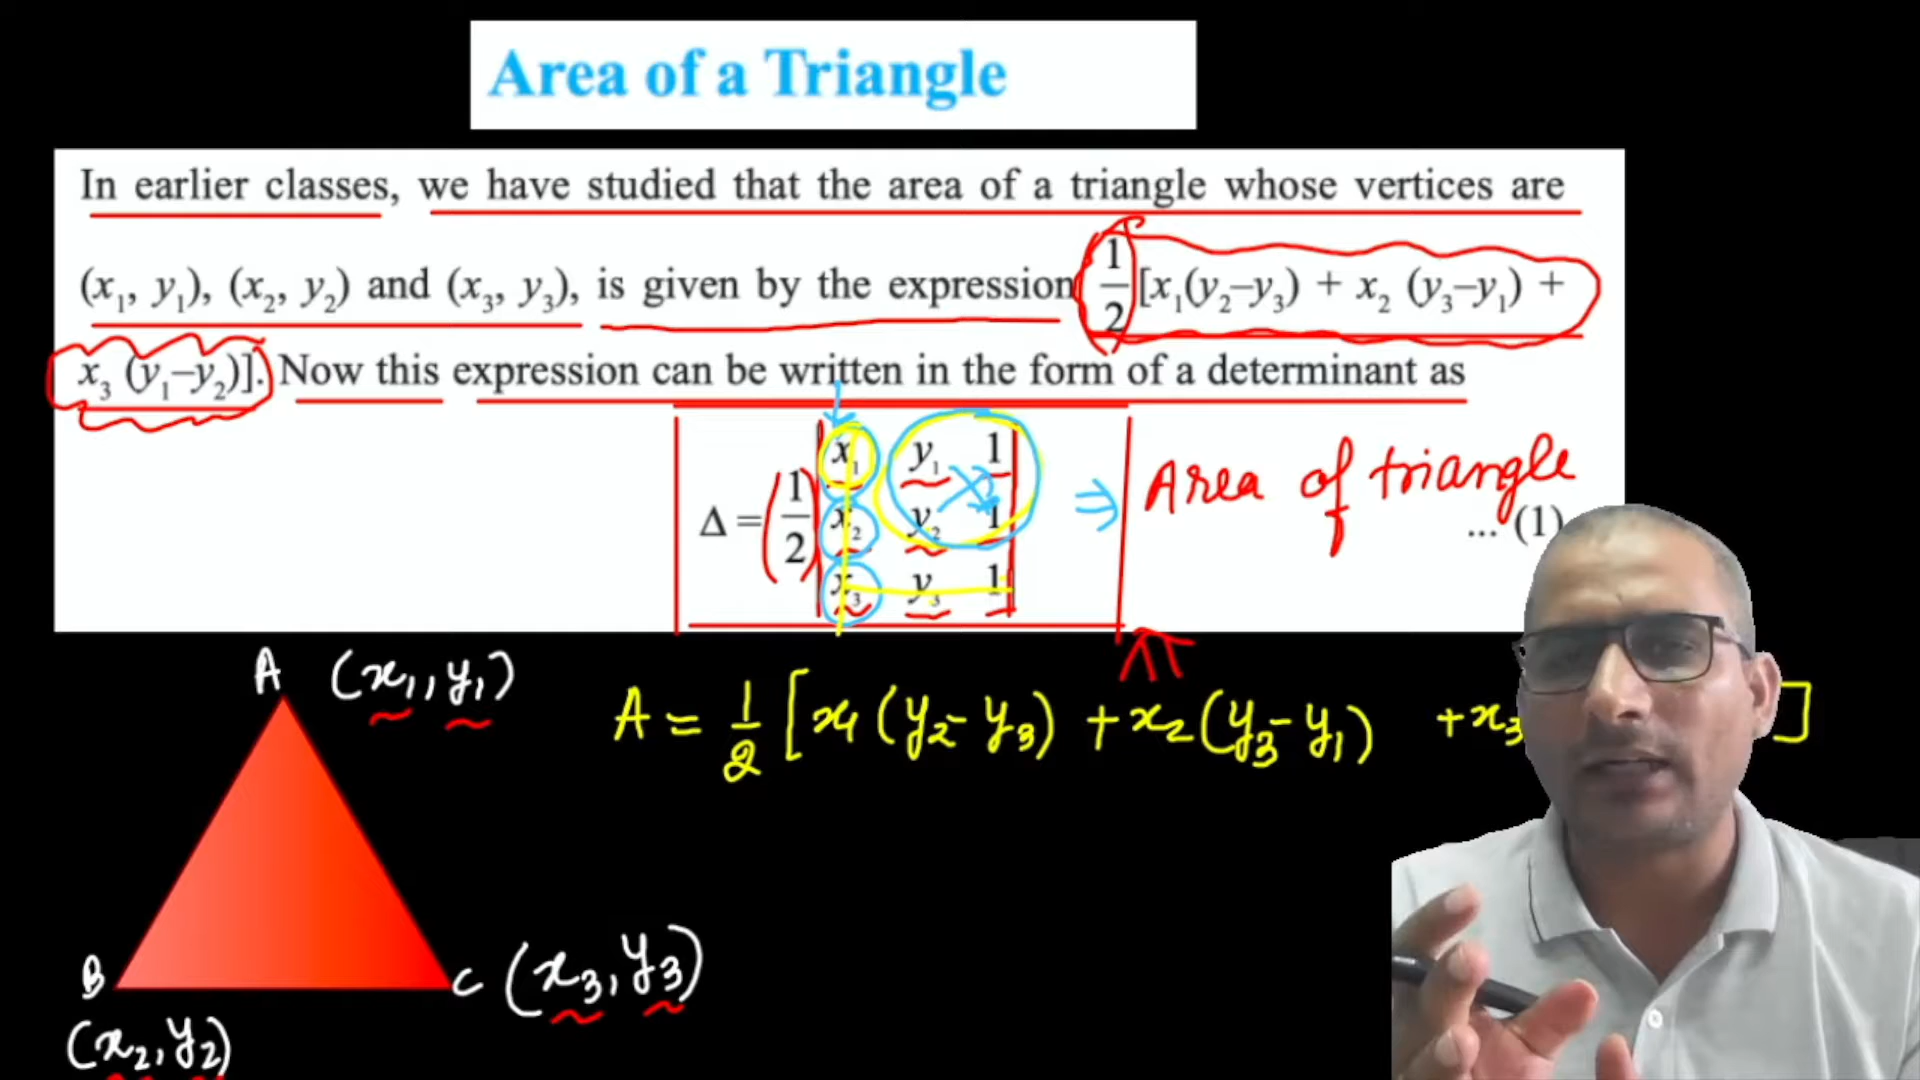 Area of a Triangle
In earlier classes, we have studied that the area of a triangle whose vertices are
(x₁, y₁), (x₂, y₂) and (x₃, y₃), is given by the expression 1/2 [x₁(y₂–y₃) + x₂ (y₃–y₁) +
x₃ (y₁–y₂)]. Now this expression can be written in the form of a determinant as
Δ = (1/2) | x₁ y₁ 1 |
| x₂ y₂ 1 |
| x₃ y₃ 1 |
⇒ Area of triangle
... (1)
A (x₁, y₁)
A = 1/2 [x₁ (y₂ - y₃) + x₂ (y₃ - y₁) + x₃ ]
B
C (x₃, y₃)
(x₂, y₂)